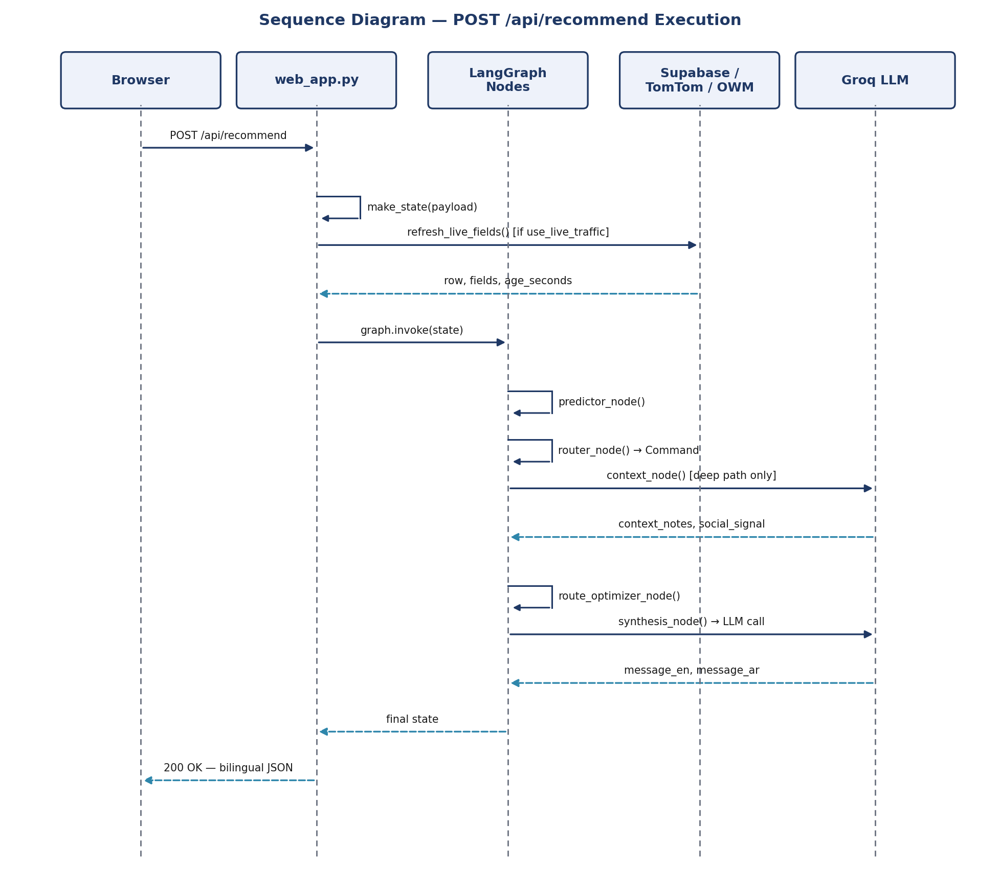 Sequence Diagram — POST /api/recommend Execution
Browser
web_app.py
LangGraph
Nodes
Supabase /
TomTom / OWM
Groq LLM
POST /api/recommend
make_state(payload)
refresh_live_fields() [if use_live_traffic]
row, fields, age_seconds
graph.invoke(state)
predictor_node()
router_node() → Command
context_node() [deep path only]
context_notes, social_signal
route_optimizer_node()
synthesis_node() → LLM call
message_en, message_ar
final state
200 OK — bilingual JSON